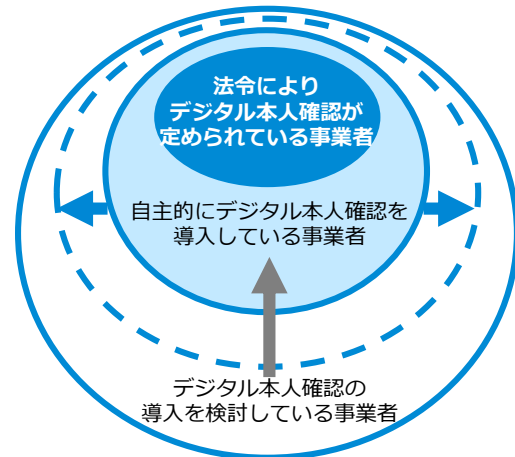 法令により
デジタル本人確認が
定められている事業者
自主的にデジタル本人確認を
導入している事業者
デジタル本人確認の
導入を検討している事業者